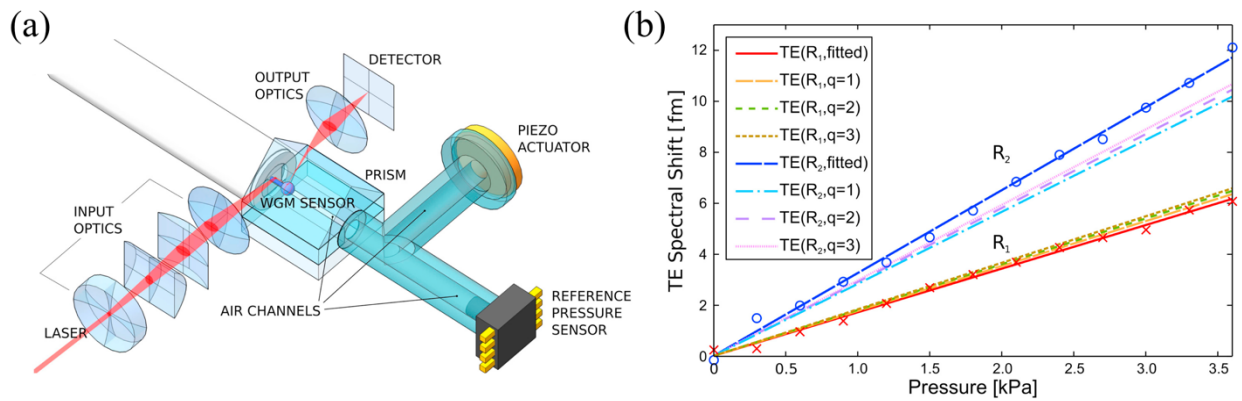 (a)
DETECTOR
OUTPUT
OPTICS
PIEZO
ACTUATOR
PRISM
WGM SENSOR
INPUT
OPTICS
AIR CHANNELS
LASER
REFERENCE
PRESSURE
SENSOR
(b)
TE Spectral Shift [fm]
12
10
8
6
4
2
0
TE(R₁,fitted)
TE(R₁,q=1)
TE(R₁,q=2)
TE(R₁,q=3)
TE(R₂,fitted)
TE(R₂,q=1)
TE(R₂,q=2)
TE(R₂,q=3)
R₂
R₁
0 0.5 1.0 1.5 2.0 2.5 3.0 3.5
Pressure [kPa]